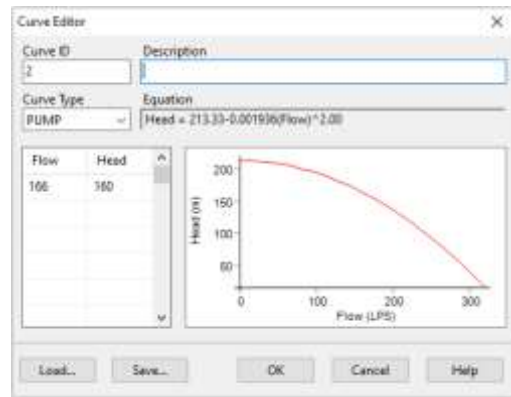 Curve Editor
Curve ID Description
2
Curve Type Equation
PUMP Head = 213.33-0.001936(Flow)^2.00
Flow Head
166 160
200
150
100
50
Head (m)
0 100 200 300
Flow (LPS)
Load... Save... OK Cancel Help